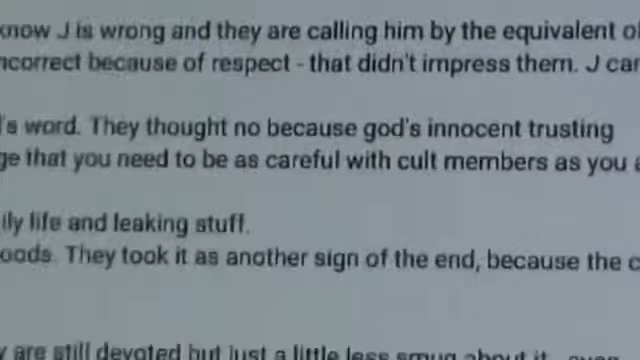 know J is wrong and they are calling him by the equivalent of
ncorrect because of respect - that didn't impress them. J can
's word. They thought no because god's innocent trusting
ge that you need to be as careful with cult members as you a
ily life and leaking stuff.
oods. They took it as another sign of the end, because the c
y are still devoted but just a little less smug about it